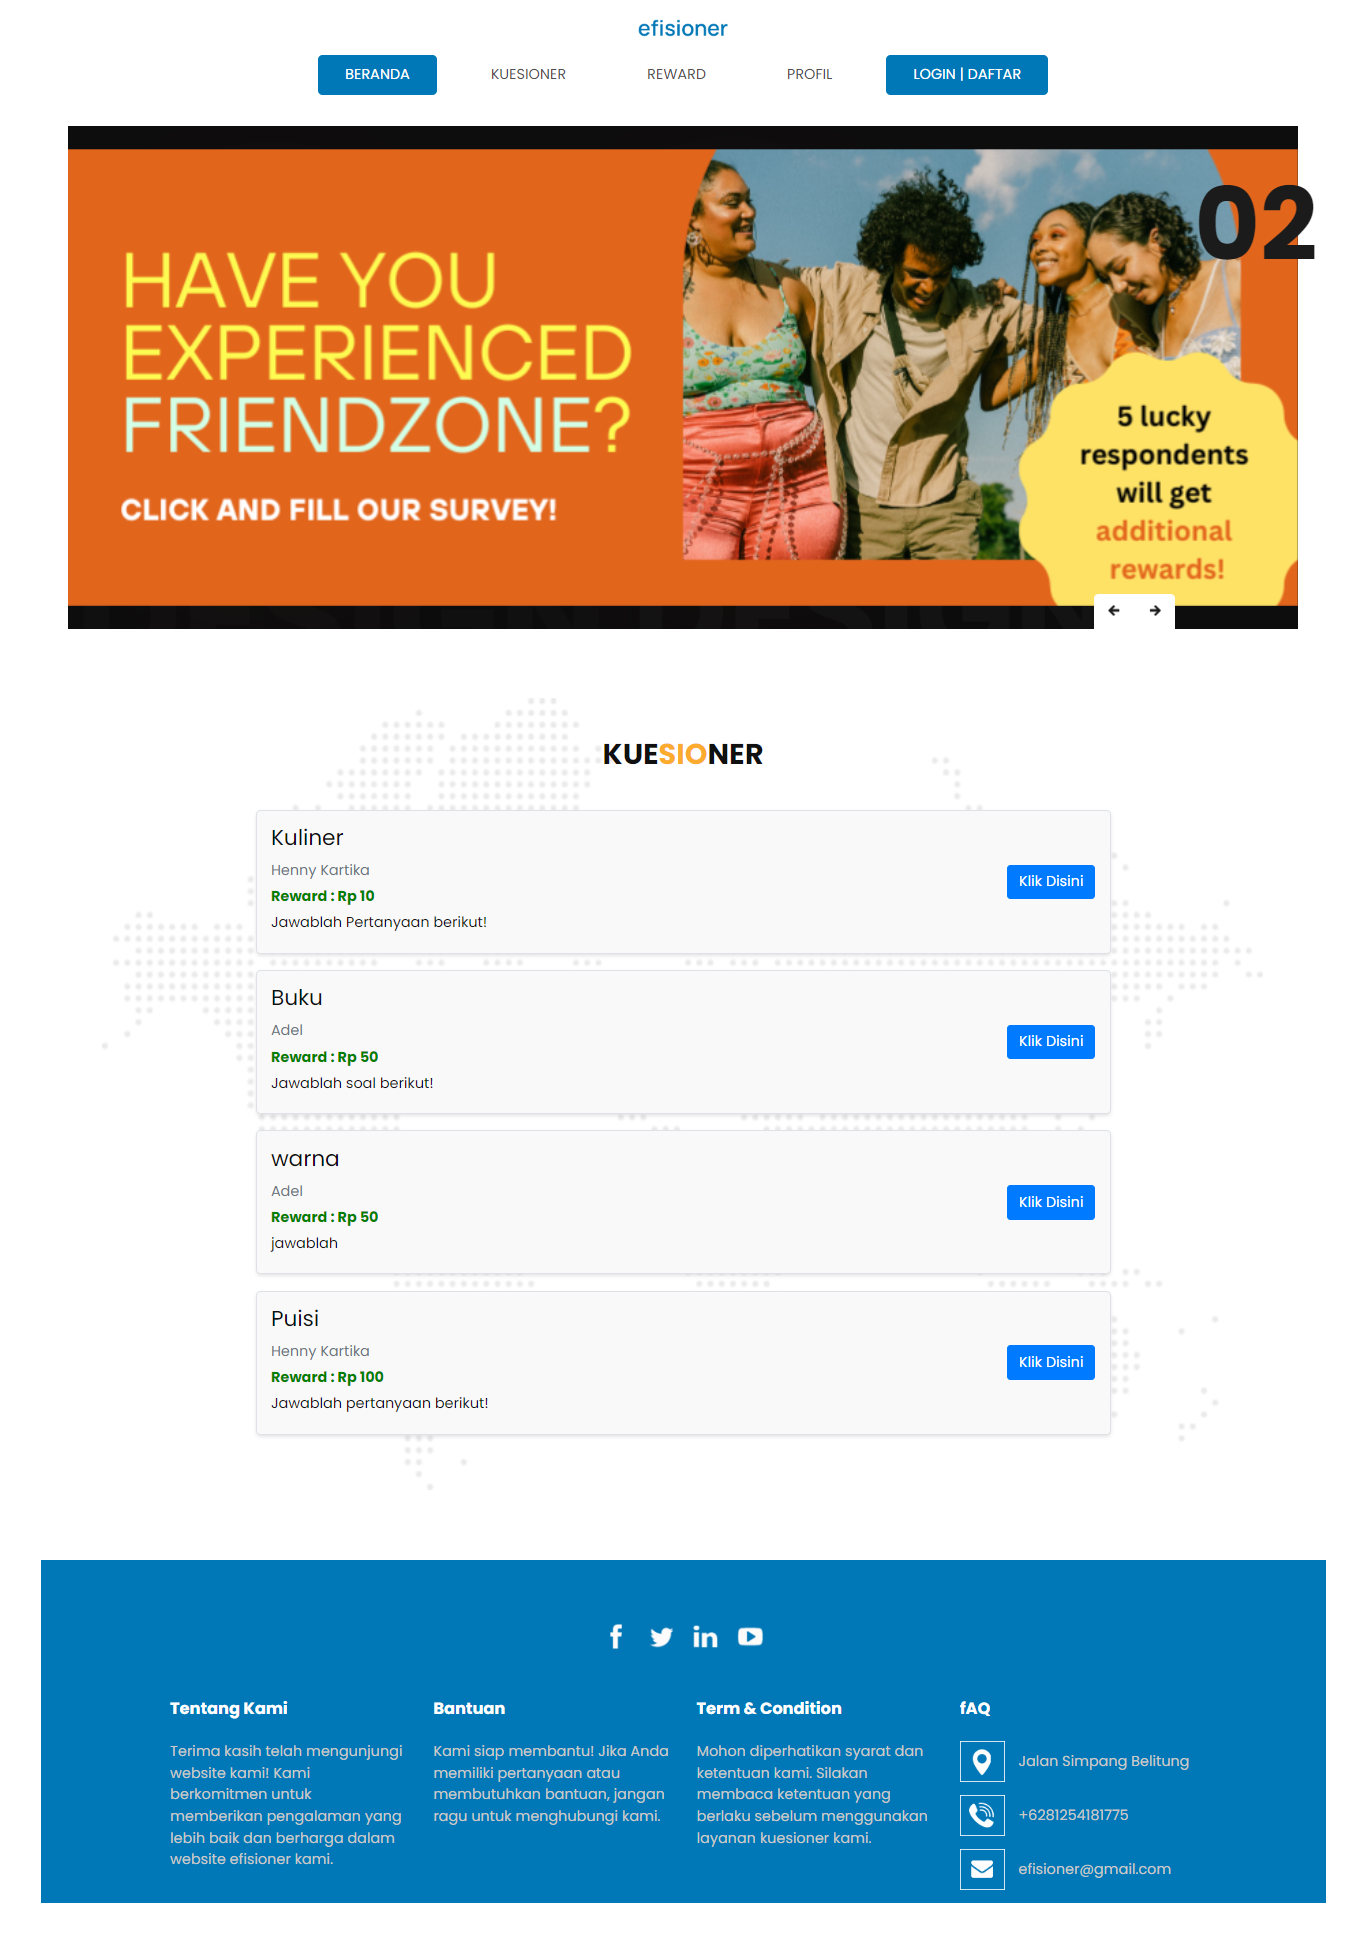 efisioner
BERANDA
KUESIONER
REWARD
PROFIL
LOGIN | DAFTAR
02
HAVE YOU
EXPERIENCED
FRIENDZONE?
CLICK AND FILL OUR SURVEY!
5 lucky
respondents
will get
additional
rewards!
KUESIONER
Kuliner
Henny Kartika
Reward : Rp 10
Jawablah Pertanyaan berikut!
Klik Disini
Buku
Adel
Reward : Rp 50
Jawablah soal berikut!
Klik Disini
warna
Adel
Reward : Rp 50
jawablah
Klik Disini
Puisi
Henny Kartika
Reward : Rp 100
Jawablah pertanyaan berikut!
Klik Disini
Tentang Kami
Terima kasih telah mengunjungi
website kami! Kami
berkomitmen untuk
memberikan pengalaman yang
lebih baik dan berharga dalam
website efisioner kami.
Bantuan
Kami siap membantu! Jika Anda
memiliki pertanyaan atau
membutuhkan bantuan, jangan
ragu untuk menghubungi kami.
Term & Condition
Mohon diperhatikan syarat dan
ketentuan kami. Silakan
membaca ketentuan yang
berlaku sebelum menggunakan
layanan kuesioner kami.
fAQ
Jalan Simpang Belitung
+6281254181775
efisioner@gmail.com